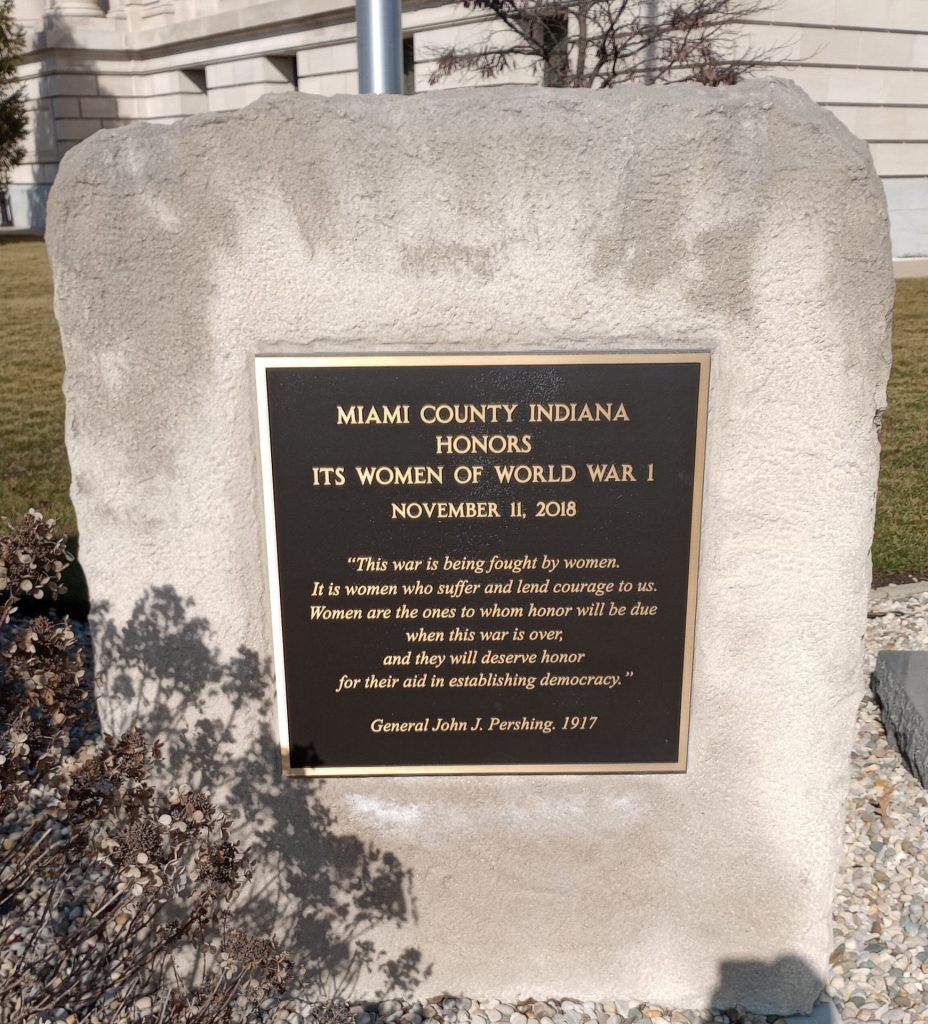 MIAMI COUNTY INDIANA
HONORS
ITS WOMEN OF WORLD WAR 1
NOVEMBER 11, 2018
“This war is being fought by women.
It is women who suffer and lend courage to us.
Women are the ones to whom honor will be due
when this war is over,
and they will deserve honor
for their aid in establishing democracy.”
General John J. Pershing. 1917